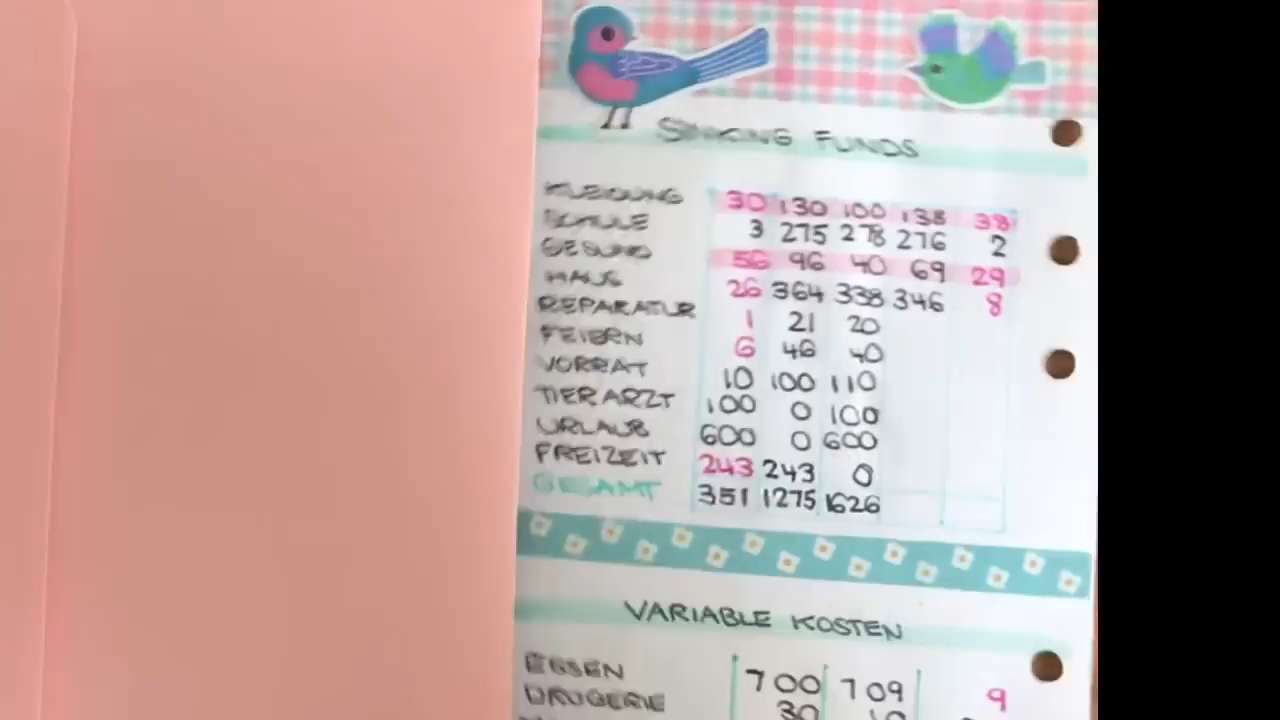 SINKING FUNDS
KLEIDUNG 30 130 100 138 38
SCHULE 3 275 278 276 2
GESUND 56 96 40 69 29
HAUS 26 364 338 346 8
REPARATUR 1 21 20
FEIERN 6 46 40
VORRAT 10 100 110
TIERARZT 100 0 100
URLAUB 600 0 600
FREIZEIT 243 243 0
GESAMT 351 1275 1626
VARIABLE KOSTEN
ESSEN 700 709 9
DROGERIE 30